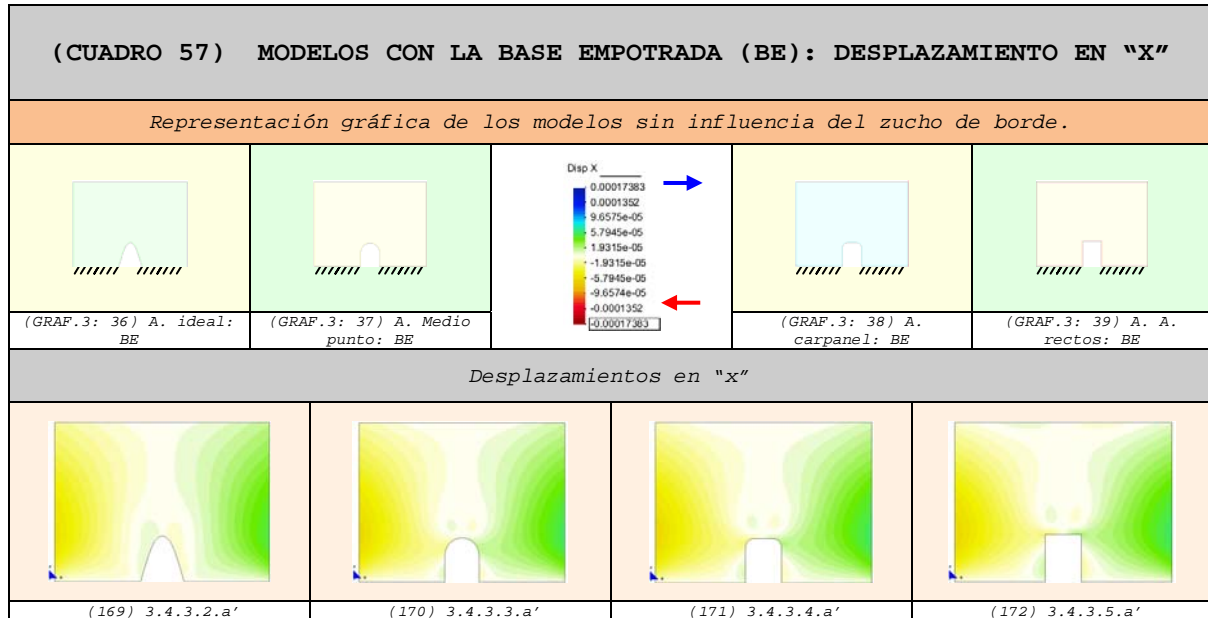 (CUADRO 57) MODELOS CON LA BASE EMPOTRADA (BE): DESPLAZAMIENTO EN “X”
Representación gráfica de los modelos sin influencia del zucho de borde.
Disp X
0.00017383
0.0001352
9.6575e-05
5.7945e-05
1.9315e-05
-1.9315e-05
-5.7945e-05
-9.6574e-05
-0.0001352
-0.00017383
(GRAF.3: 36) A. ideal:
BE
(GRAF.3: 37) A. Medio
punto: BE
(GRAF.3: 38) A.
carpanel: BE
(GRAF.3: 39) A. A.
rectos: BE
Desplazamientos en “x”
(169) 3.4.3.2.a’
(170) 3.4.3.3.a’
(171) 3.4.3.4.a’
(172) 3.4.3.5.a’